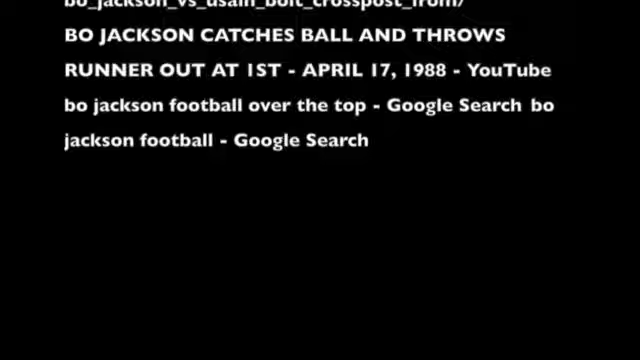 bo_jackson_vs_usain_bolt_crosspost_from/
BO JACKSON CATCHES BALL AND THROWS
RUNNER OUT AT 1ST - APRIL 17, 1988 - YouTube
bo jackson football over the top - Google Search bo
jackson football - Google Search